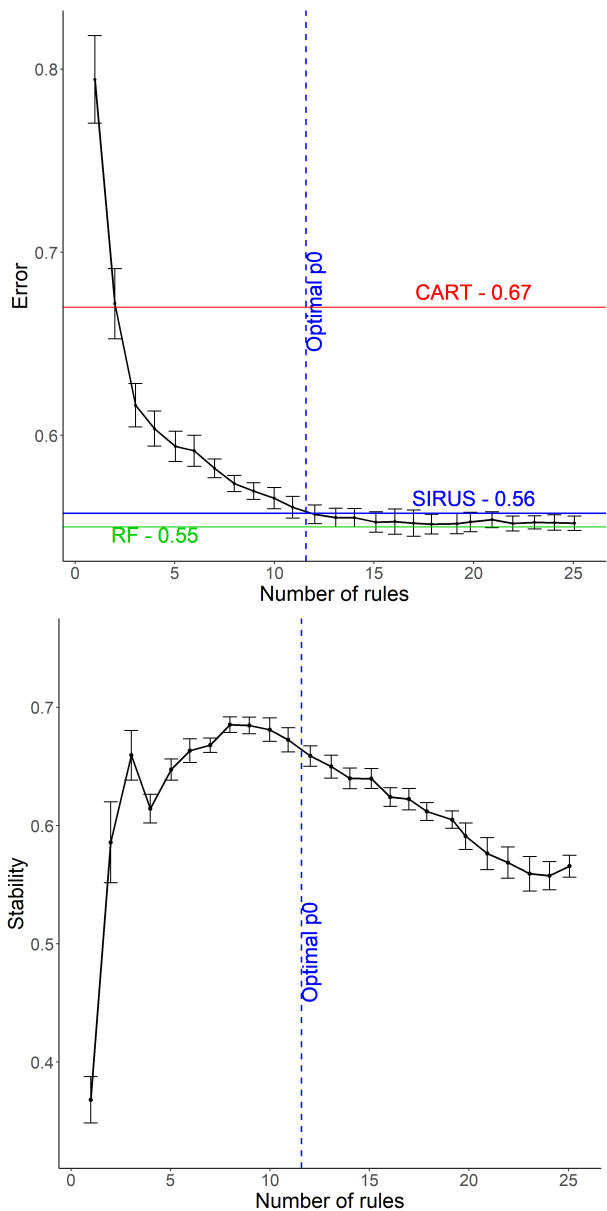 0.8
0.7
0.6
Error
Optimal p0
CART - 0.67
SIRUS - 0.56
RF - 0.55
0 5 10 15 20 25
Number of rules
0.7
0.6
0.5
0.4
Stability
Optimal p0
0 5 10 15 20 25
Number of rules